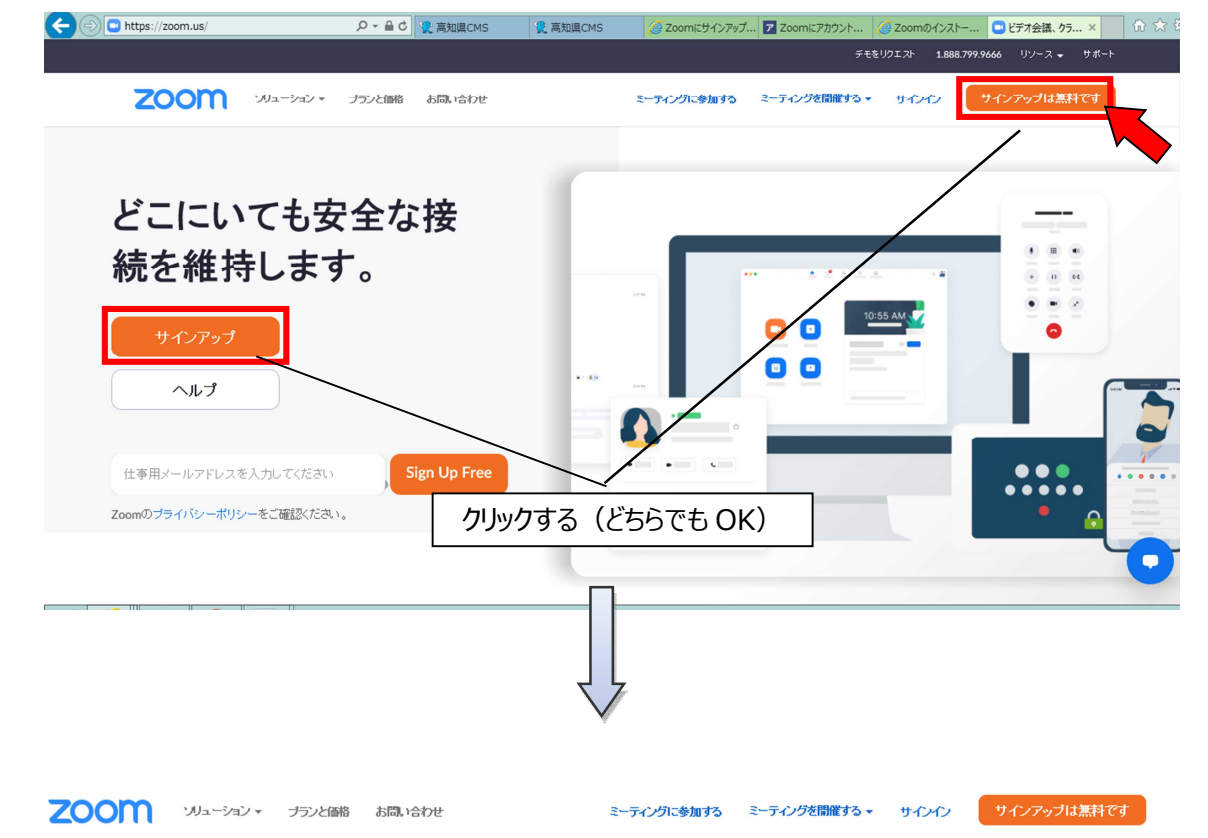 https://zoom.us/
高知県CMS
高知県CMS
Zoomにサインアップ...
Zoomにアカウント...
Zoomのインストー...
ビデオ会議、クラ...
デモをリクエスト 1.888.799.9666 リソース サポート
zoom ソリューション プランと価格 お問い合わせ ミーティングに参加する ミーティングを開催する サインイン サインアップは無料です
どこにいても安全な接
続を維持します。
サインアップ
ヘルプ
10:55 AM
仕事用メールアドレスを入力してください Sign Up Free
Zoomのプライバシーポリシーをご確認ください。
クリックする（どちらでも OK）
zoom ソリューション プランと価格 お問い合わせ ミーティングに参加する ミーティングを開催する サインイン サインアップは無料です